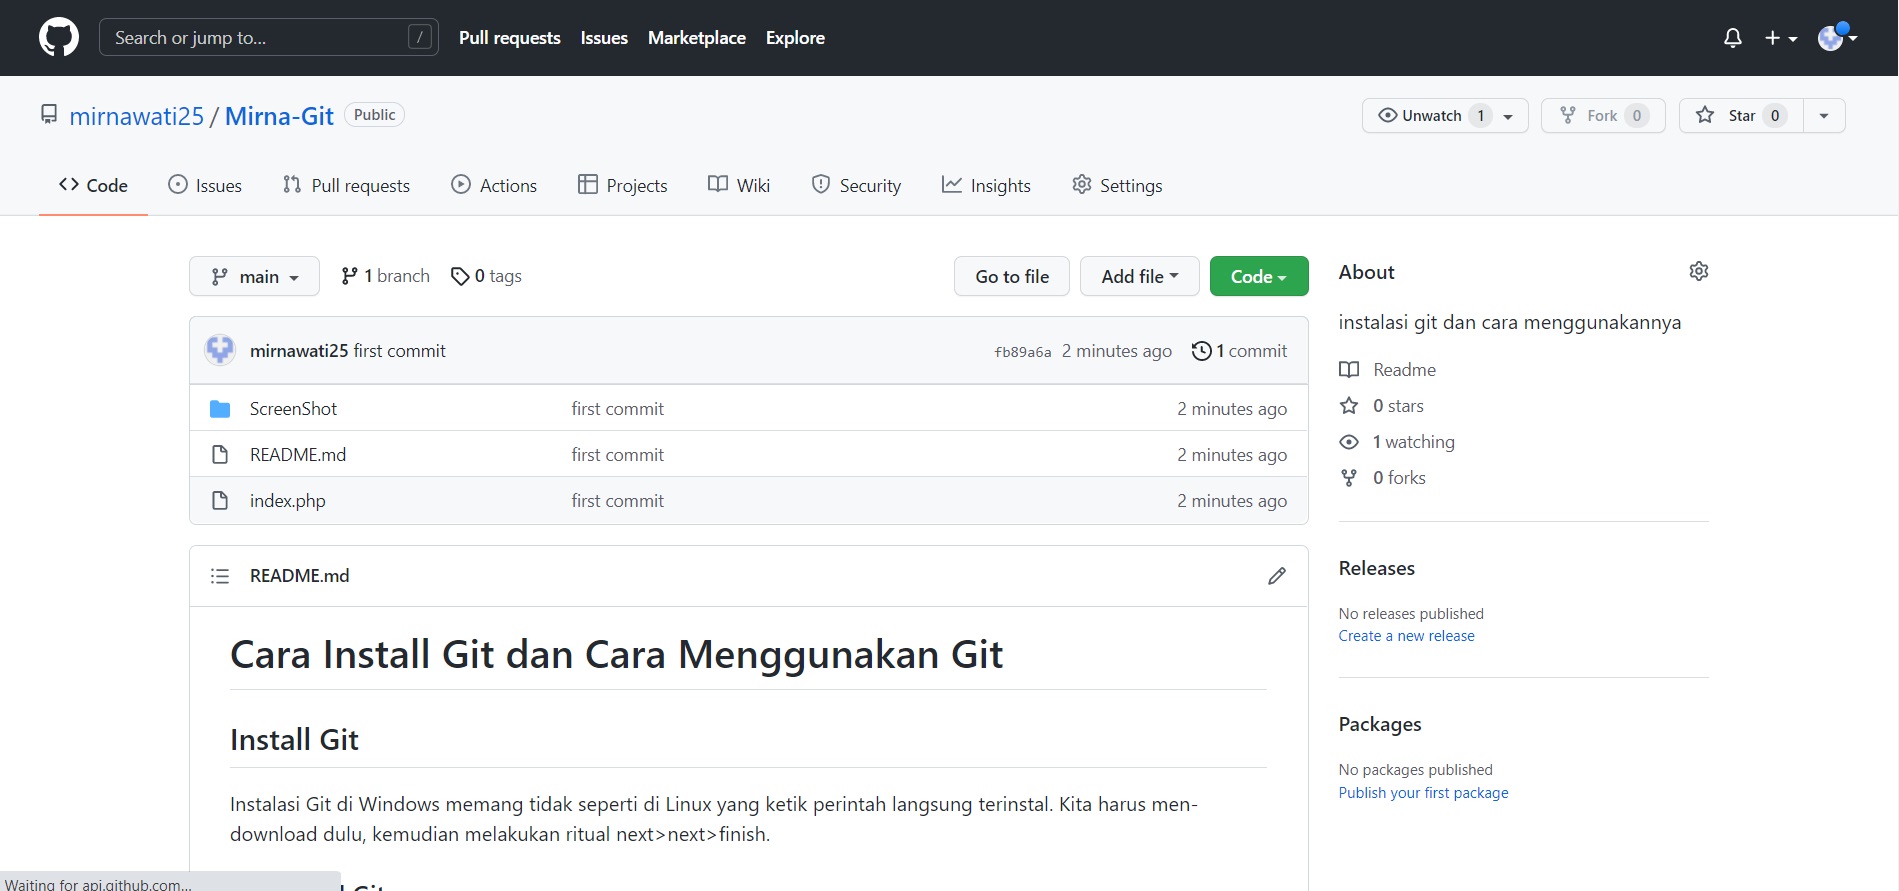 Search or jump to... / Pull requests Issues Marketplace Explore
mirnawati25 / Mirna-Git Public Unwatch 1 Fork 0 Star 0
Code Issues Pull requests Actions Projects Wiki Security Insights Settings
main 1 branch 0 tags Go to file Add file Code
mirnawati25 first commit fb89a6a 2 minutes ago 1 commit
ScreenShot first commit 2 minutes ago
README.md first commit 2 minutes ago
index.php first commit 2 minutes ago
README.md
Cara Install Git dan Cara Menggunakan Git
Install Git
Instalasi Git di Windows memang tidak seperti di Linux yang ketik perintah langsung terinstal. Kita harus men-
download dulu, kemudian melakukan ritual next>next>finish.
About
instalasi git dan cara menggunakannya
Readme
0 stars
1 watching
0 forks
Releases
No releases published
Create a new release
Packages
No packages published
Publish your first package
Waiting for api.github.com...